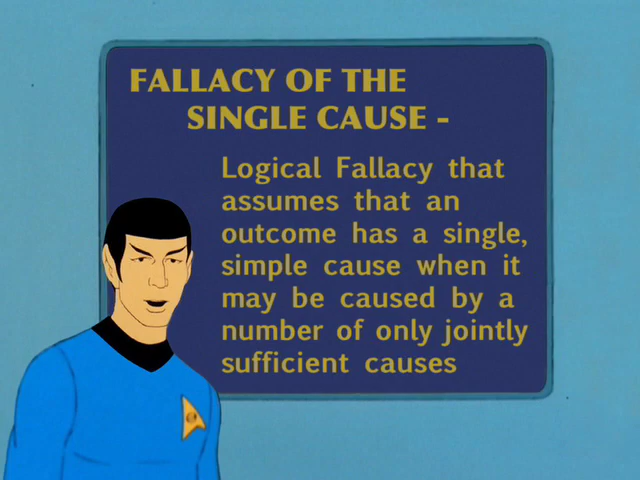 FALLACY OF THE
SINGLE CAUSE -
Logical Fallacy that
assumes that an
outcome has a single,
simple cause when it
may be caused by a
number of only jointly
sufficient causes